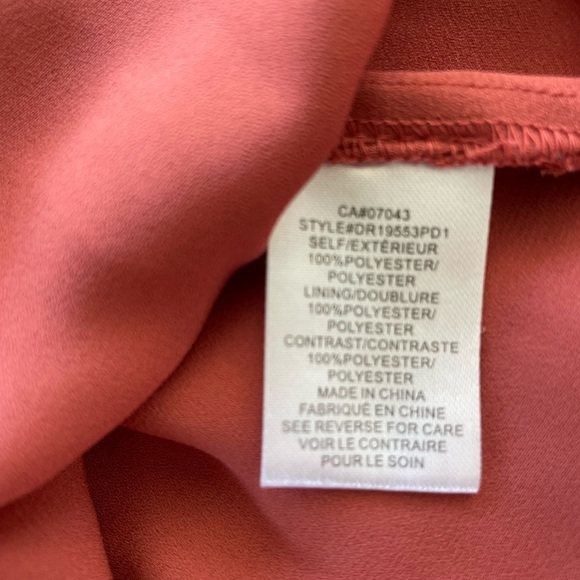 CA#07043
STYLE#DR19553PD1
SELF/EXTÉRIEUR
100%POLYESTER/
POLYESTER
LINING/DOUBLURE
100%POLYESTER/
POLYESTER
CONTRAST/CONTRASTE
100%POLYESTER/
POLYESTER
MADE IN CHINA
FABRIQUÉ EN CHINE
SEE REVERSE FOR CARE
VOIR LE CONTRAIRE
POUR LE SOIN